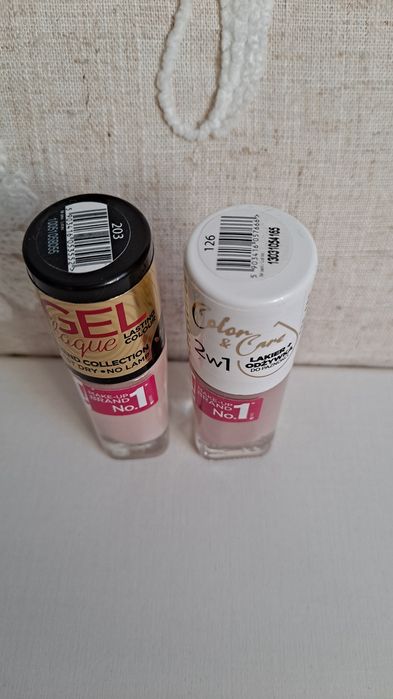 203
GEL
laque
LASTING
COLOUR
COLLECTION
DRY • NO LAMP
MAKE-UP
BRAND
No.1
126
5903416057666
Color
& Care
2w1
LAKIER +
ODŻYWKA
DO PAZNOKCI
MAKE-UP
BRAND
No.1